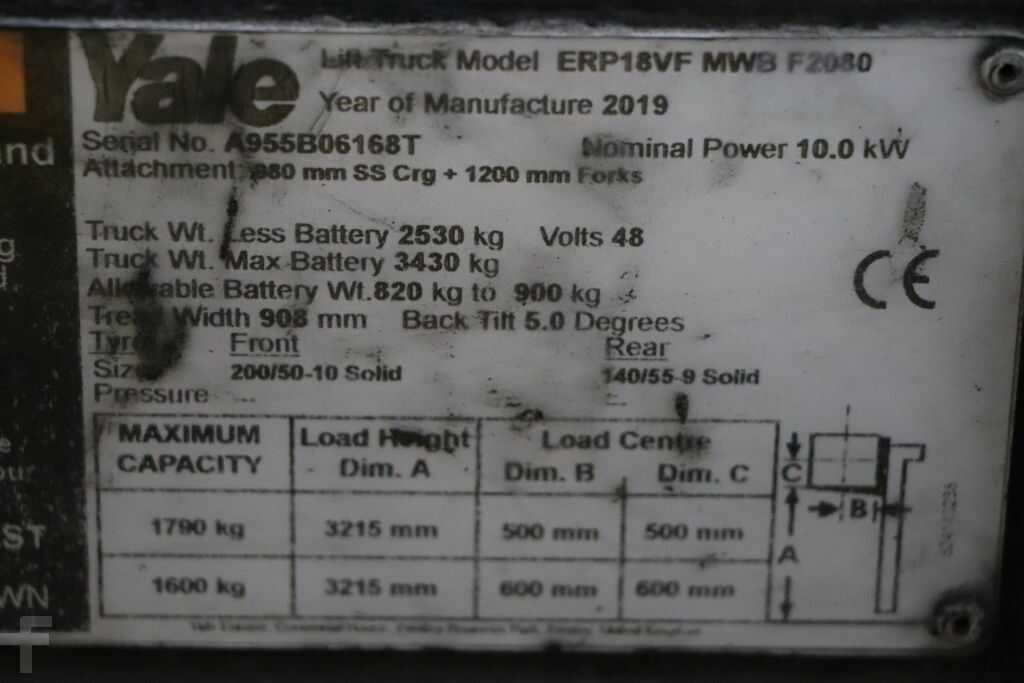 Yale
Lift Truck Model ERP18VF MWB F2080
Year of Manufacture 2019
Serial No. A955B06168T Nominal Power 10.0 kW
Attachment 980 mm SS Crg + 1200 mm Forks
Truck Wt. Less Battery 2530 kg Volts 48
Truck Wt. Max Battery 3430 kg
Allowable Battery Wt.820 kg to 900 kg
Tread Width 908 mm Back Tilt 5.0 Degrees
Tyre Front Rear
Size 200/50-10 Solid 140/55-9 Solid
Pressure
CE
MAXIMUM CAPACITY Load Height Dim. A Load Centre Dim. B Dim. C
1790 kg 3215 mm 500 mm 500 mm
1600 kg 3215 mm 600 mm 600 mm
C
B
A
ST
WN
f